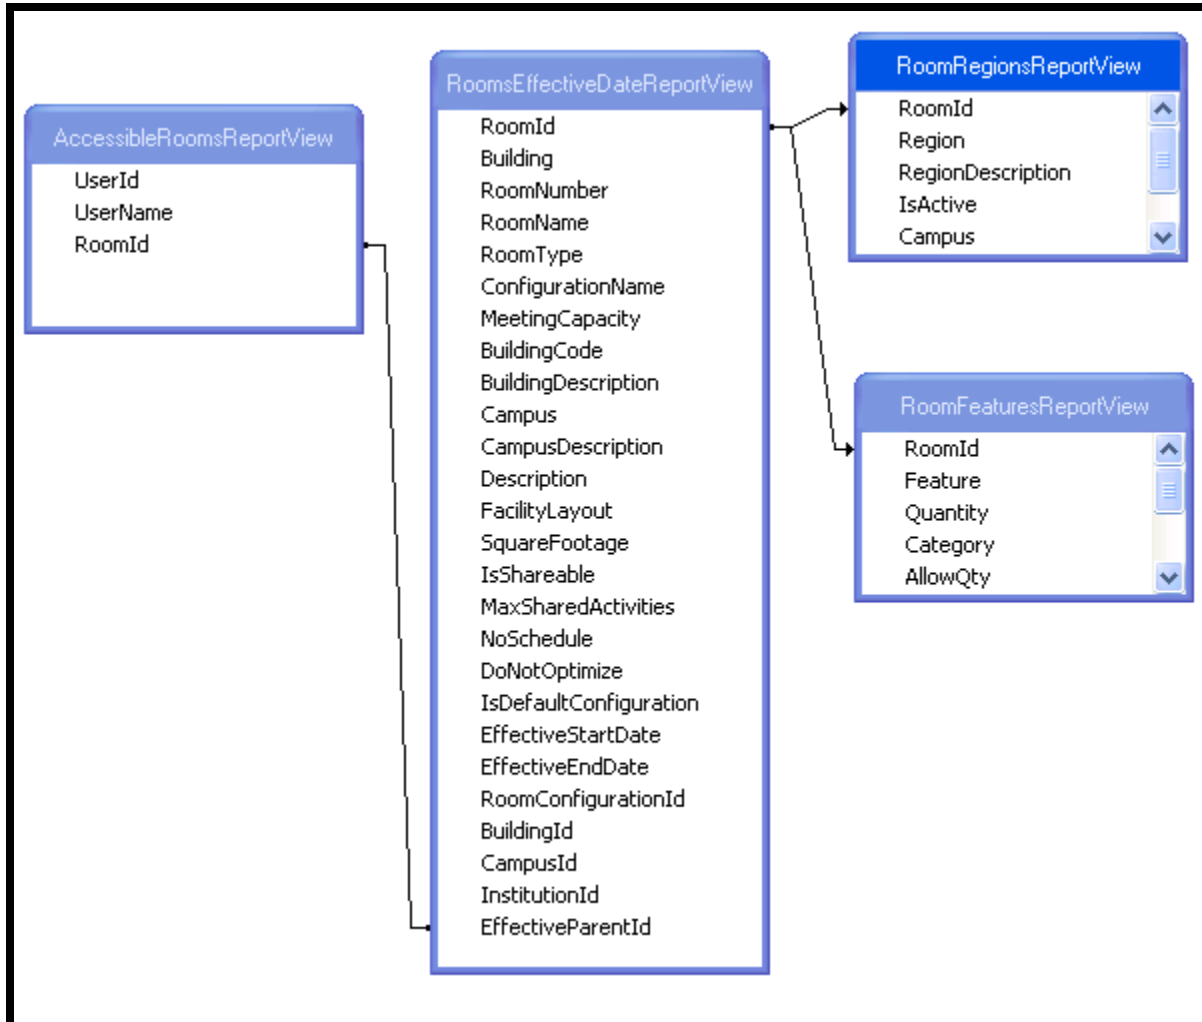 AccessibleRoomsReportView
UserId
UserName
RoomId
RoomsEffectiveDateReportView
RoomId
Building
RoomNumber
RoomName
RoomType
ConfigurationName
MeetingCapacity
BuildingCode
BuildingDescription
Campus
CampusDescription
Description
FacilityLayout
SquareFootage
IsShareable
MaxSharedActivities
NoSchedule
DoNotOptimize
IsDefaultConfiguration
EffectiveStartDate
EffectiveEndDate
RoomConfigurationId
BuildingId
CampusId
InstitutionId
EffectiveParentId
RoomRegionsReportView
RoomId
Region
RegionDescription
IsActive
Campus
RoomFeaturesReportView
RoomId
Feature
Quantity
Category
AllowQty